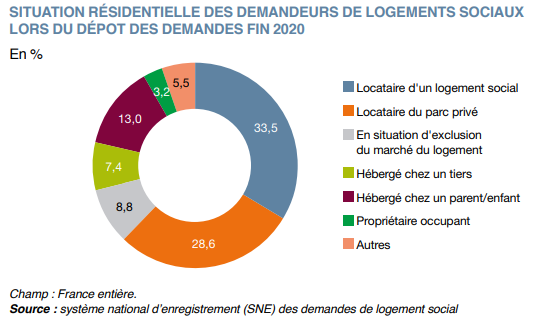 SITUATION RÉSIDENTIELLE DES DEMANDEURS DE LOGEMENTS SOCIAUX
LORS DU DÉPOT DES DEMANDES FIN 2020
En %
5,5
3,2
13,0
7,4
8,8
28,6
33,5
Locataire d'un logement social
Locataire du parc privé
En situation d'exclusion
du marché du logement
Hébergé chez un tiers
Hébergé chez un parent/enfant
Propriétaire occupant
Autres
Champ : France entière.
Source : système national d'enregistrement (SNE) des demandes de logement social